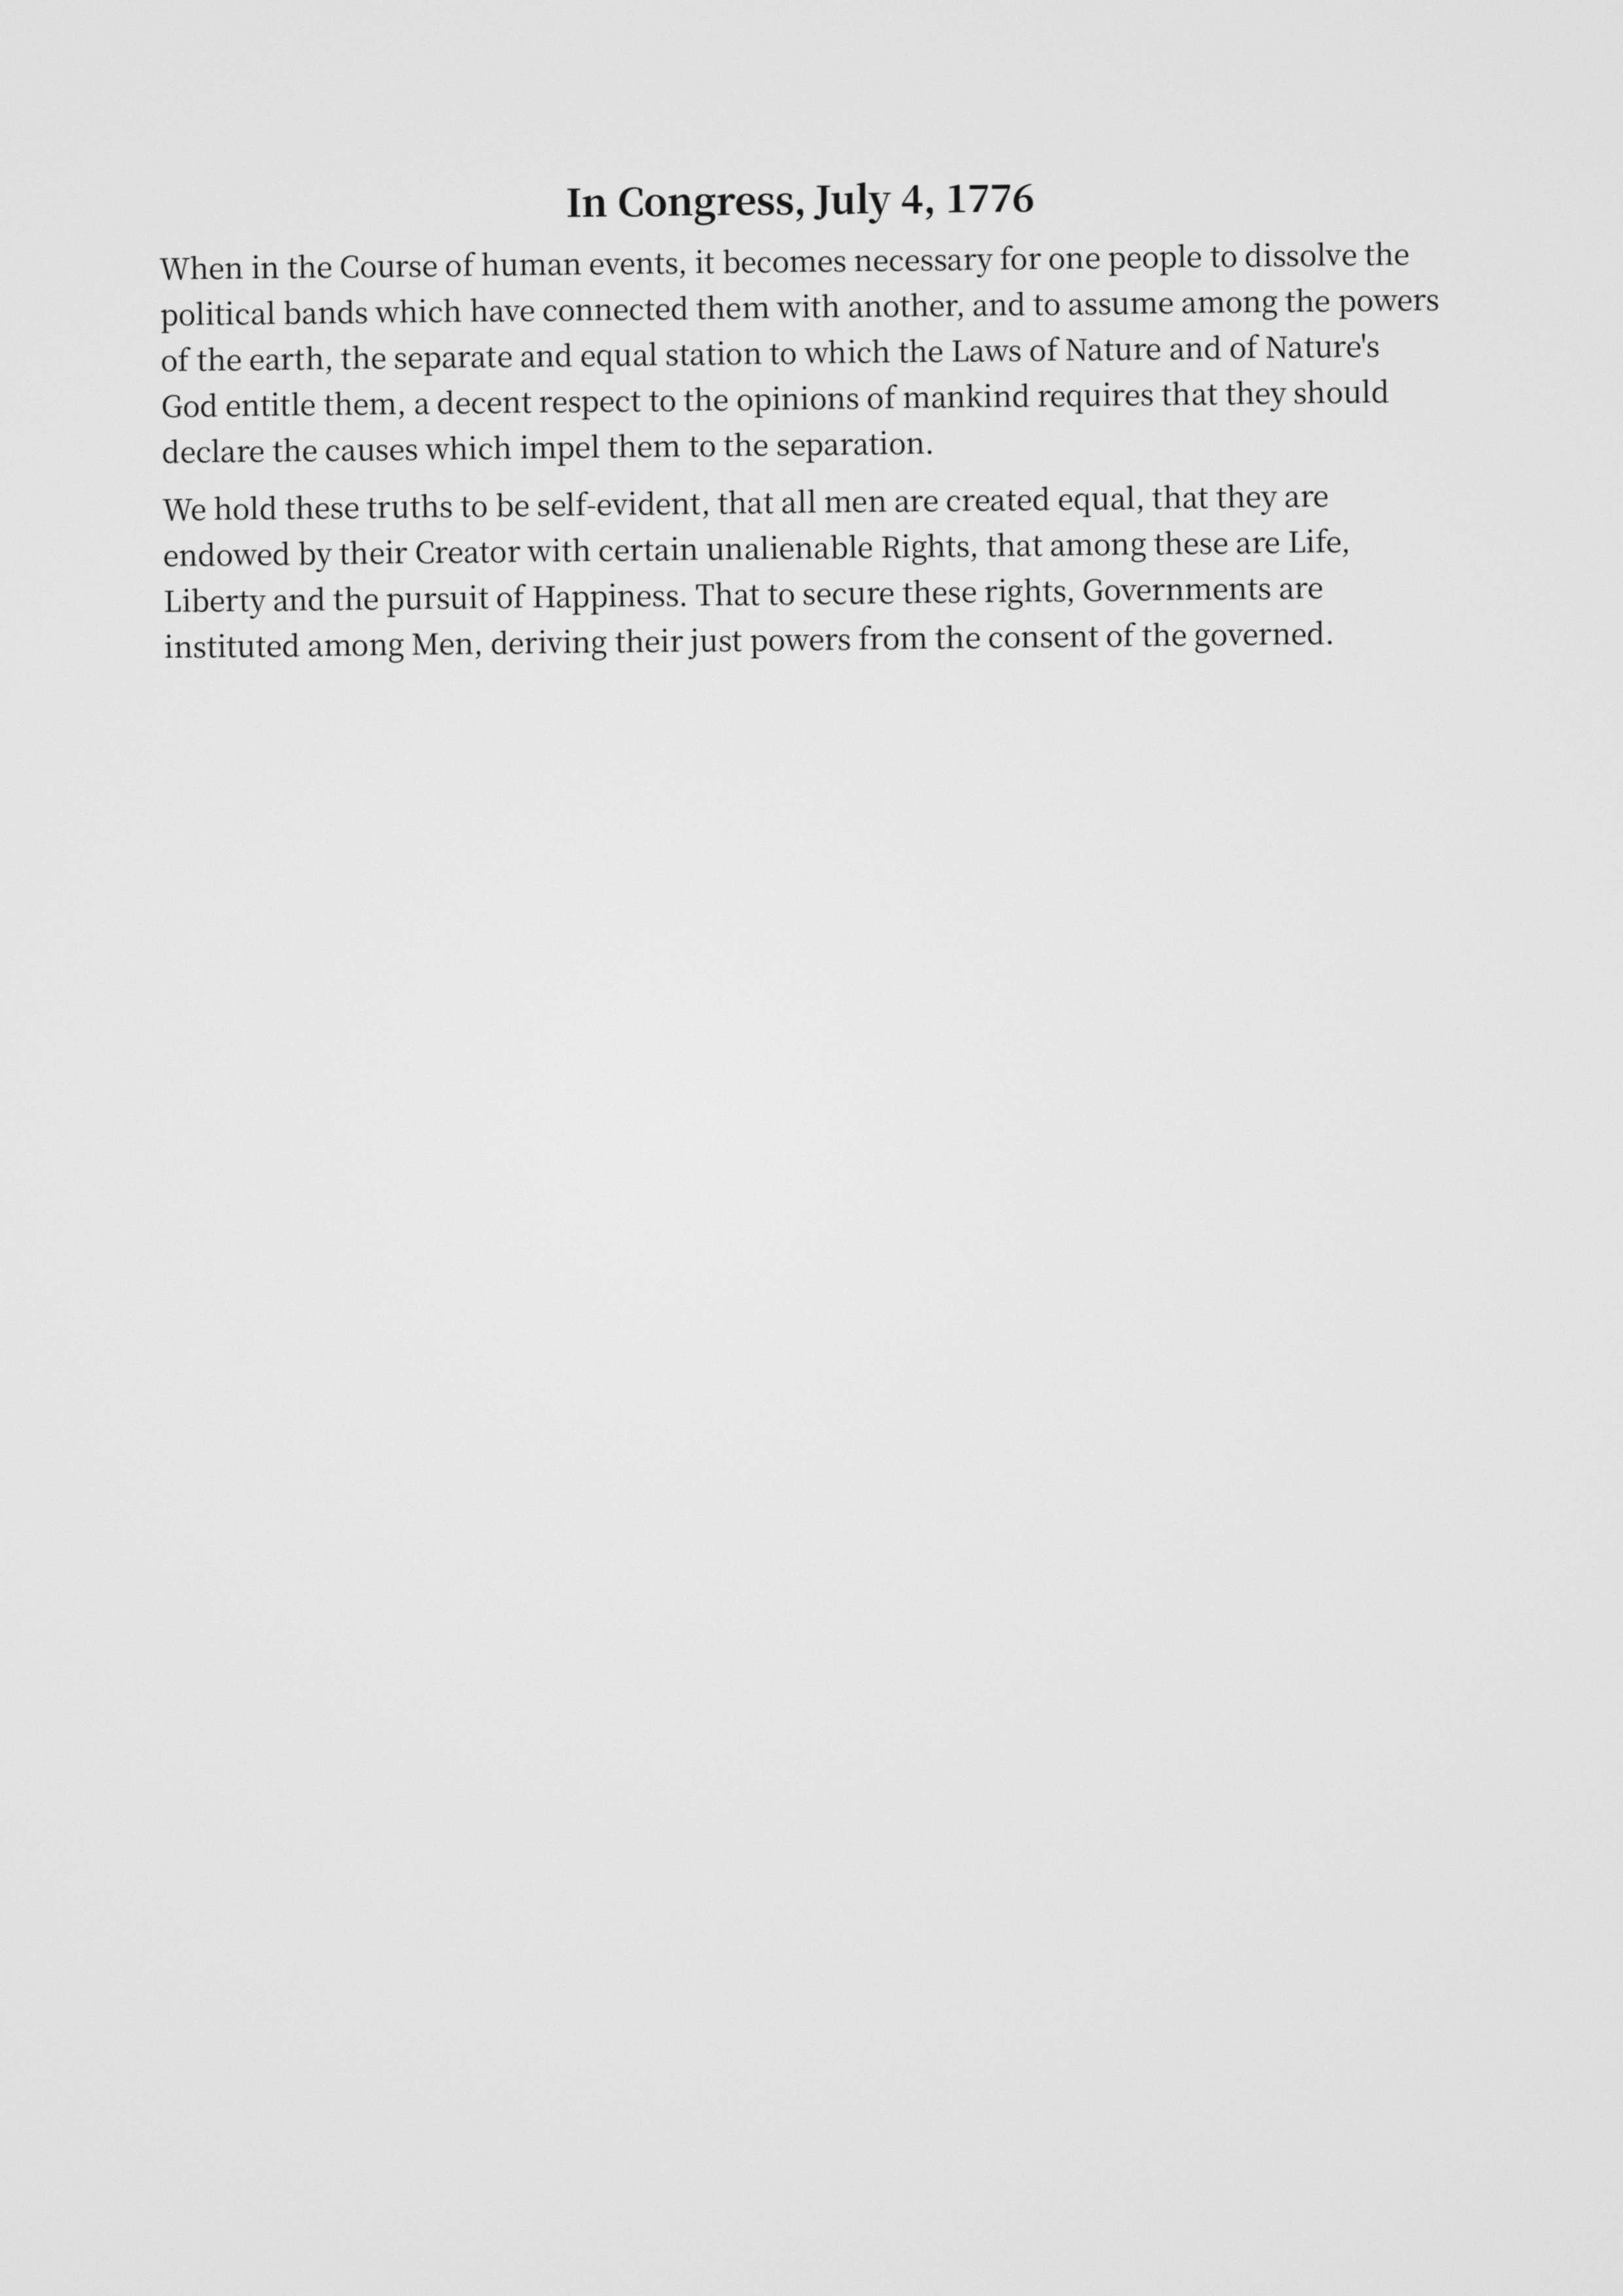 In Congress, July 4, 1776
When in the Course of human events, it becomes necessary for one people to dissolve the
political bands which have connected them with another, and to assume among the powers
of the earth, the separate and equal station to which the Laws of Nature and of Nature's
God entitle them, a decent respect to the opinions of mankind requires that they should
declare the causes which impel them to the separation.
We hold these truths to be self-evident, that all men are created equal, that they are
endowed by their Creator with certain unalienable Rights, that among these are Life,
Liberty and the pursuit of Happiness. That to secure these rights, Governments are
instituted among Men, deriving their just powers from the consent of the governed.